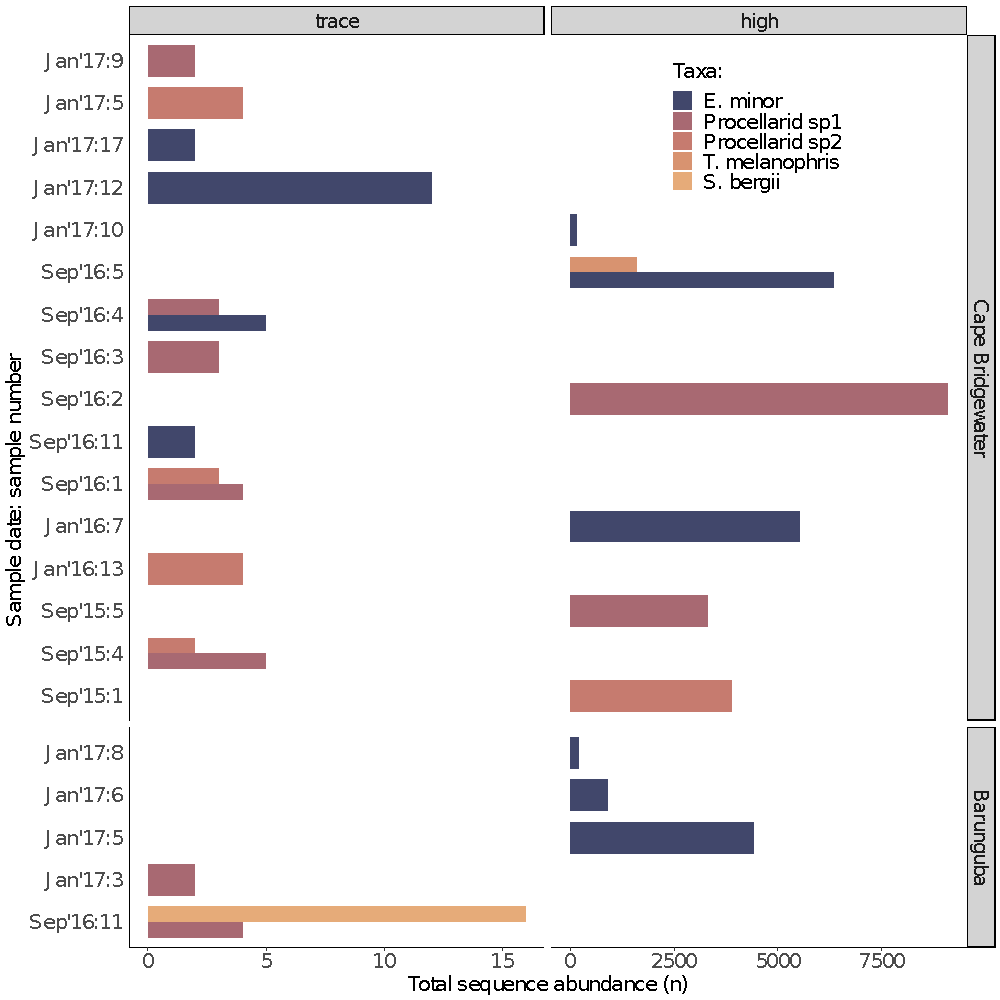 trace
high
Taxa:
E. minor
Procellarid sp1
Procellarid sp2
T. melanophris
S. bergii
Jan'17:9
Jan'17:5
Jan'17:17
Jan'17:12
Jan'17:10
Sep'16:5
Sep'16:4
Sep'16:3
Sep'16:2
Sep'16:11
Sep'16:1
Jan'16:7
Jan'16:13
Sep'15:5
Sep'15:4
Sep'15:1
Jan'17:8
Jan'17:6
Jan'17:5
Jan'17:3
Sep'16:11
Cape Bridgewater
Barunguba
Sample date: sample number
0 5 10 15
0 2500 5000 7500
Total sequence abundance (n)